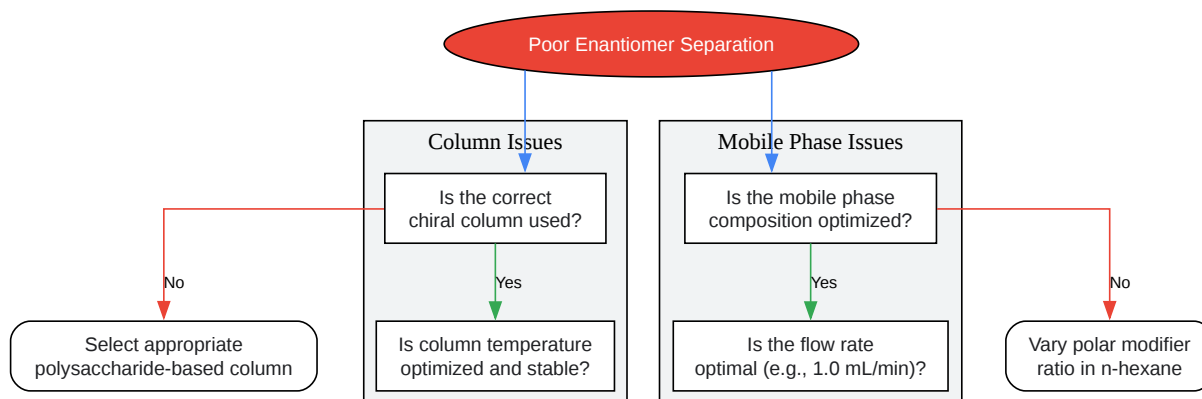 Poor Enantiomer Separation
Column Issues
Mobile Phase Issues
Is the correct
chiral column used?
Is the mobile phase
composition optimized?
No
Yes
Yes
No
Select appropriate
polysaccharide-based column
Is column temperature
optimized and stable?
Is the flow rate
optimal (e.g., 1.0 mL/min)?
Vary polar modifier
ratio in n-hexane